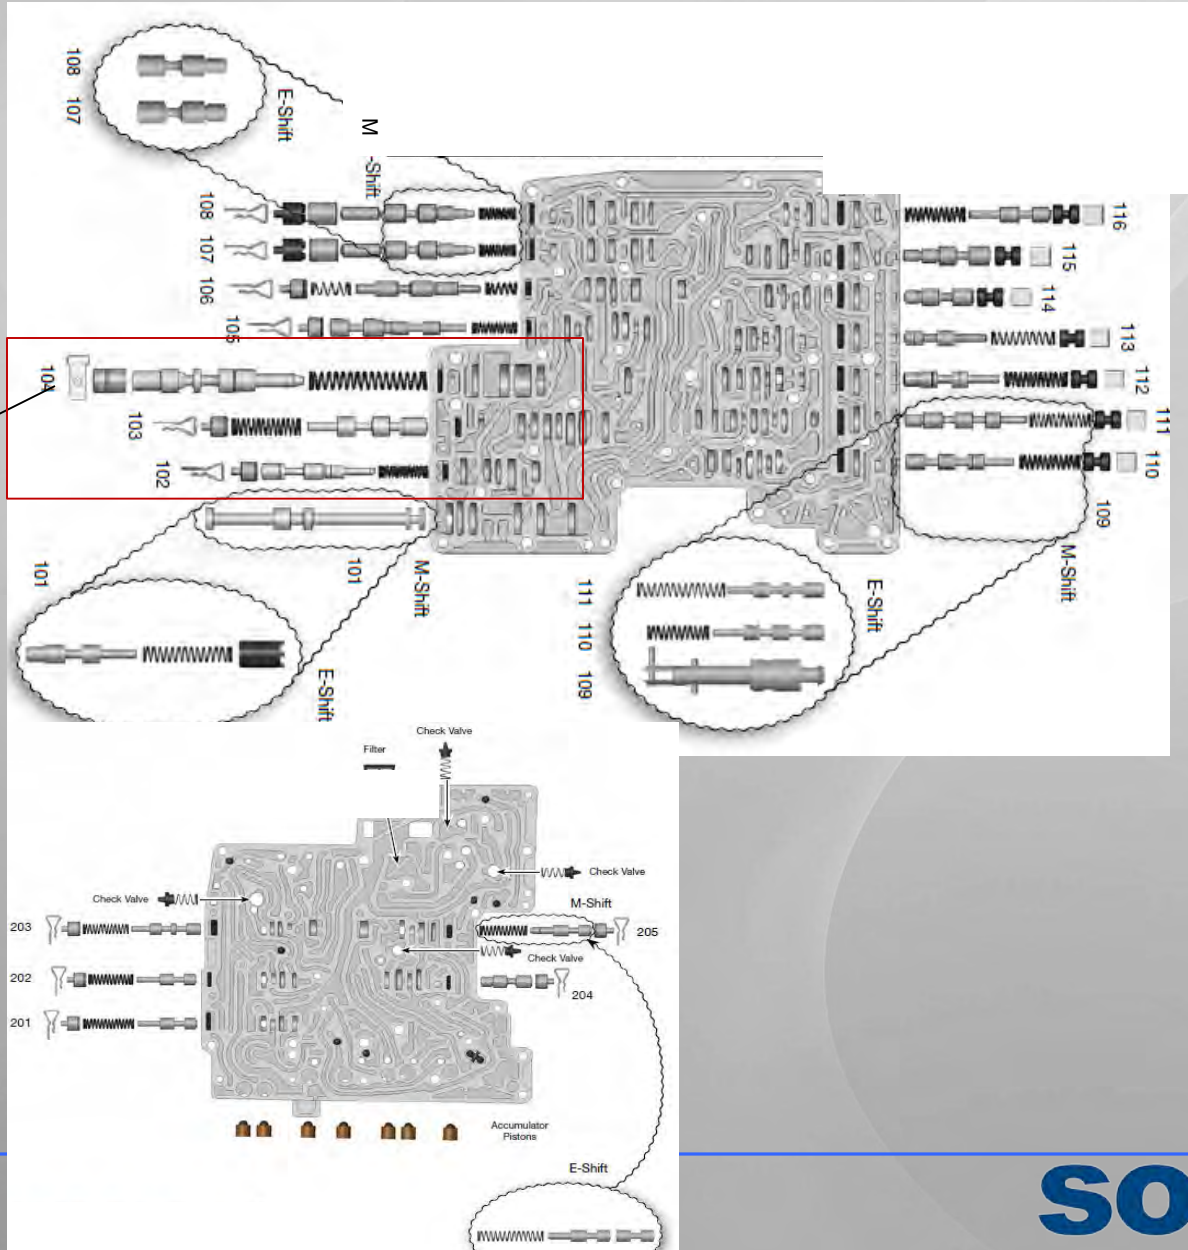 108
107
E-Shift
M
-Shift
108
107
106
105
104
103
102
101
M-Shift
101
E-Shift
116
115
114
113
112
111
110
109
M-Shift
E-Shift
111
110
109
Check Valve
Filter
Check Valve
Check Valve
M-Shift
203
205
Check Valve
202
204
201
Accumulator
Pistons
E-Shift
SO